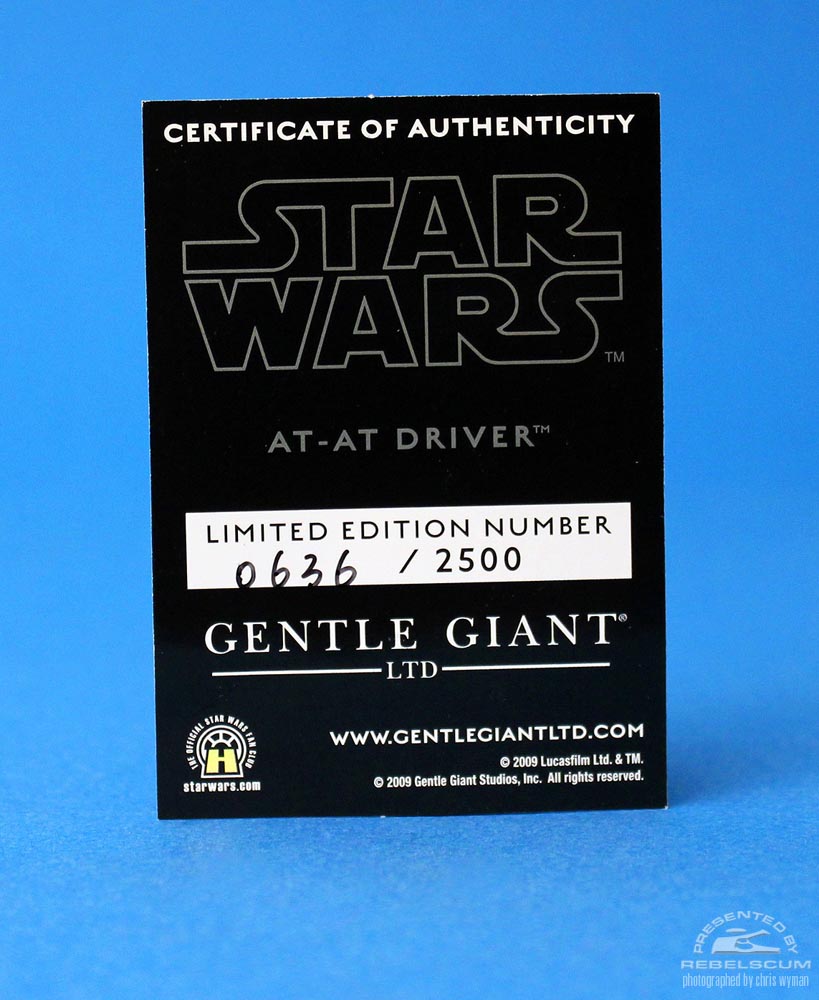 CERTIFICATE OF AUTHENTICITY
STAR
WARS™
AT-AT DRIVER™
LIMITED EDITION NUMBER
0636 / 2500
GENTLE GIANT®
LTD
THE OFFICIAL STAR WARS FAN CLUB
H
starwars.com
WWW.GENTLEGIANTLTD.COM
© 2009 Lucasfilm Ltd. & TM.
© 2009 Gentle Giant Studios, Inc. All rights reserved.
PRESENTED BY
REBELSCUM
photographed by chris wyman